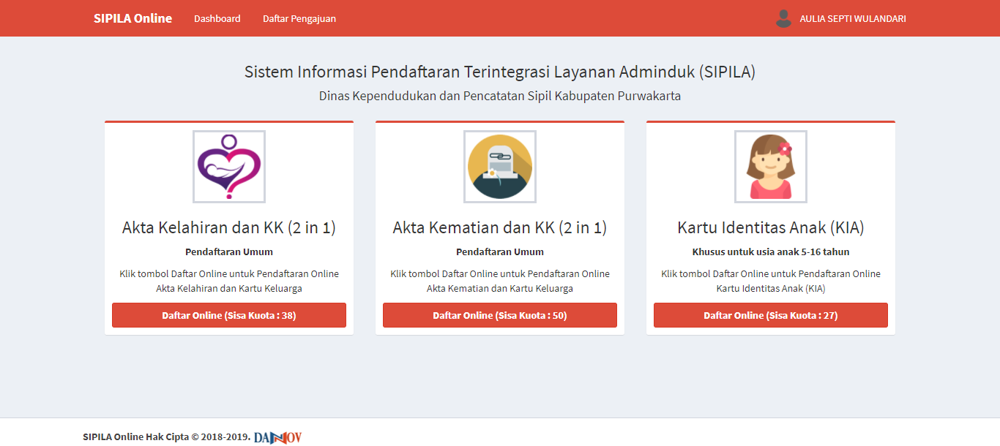 SIPILA Online Dashboard Daftar Pengajuan AULIA SEPTI WULANDARI
Sistem Informasi Pendaftaran Terintegrasi Layanan Adminduk (SIPILA)
Dinas Kependudukan dan Pencatatan Sipil Kabupaten Purwakarta
Akta Kelahiran dan KK (2 in 1)
Pendaftaran Umum
Klik tombol Daftar Online untuk Pendaftaran Online
Akta Kelahiran dan Kartu Keluarga
Daftar Online (Sisa Kuota : 38)
Akta Kematian dan KK (2 in 1)
Pendaftaran Umum
Klik tombol Daftar Online untuk Pendaftaran Online
Akta Kematian dan Kartu Keluarga
Daftar Online (Sisa Kuota : 50)
Kartu Identitas Anak (KIA)
Khusus untuk usia anak 5-16 tahun
Klik tombol Daftar Online untuk Pendaftaran Online
Kartu Identitas Anak (KIA)
Daftar Online (Sisa Kuota : 27)
SIPILA Online Hak Cipta © 2018-2019. DANNOV